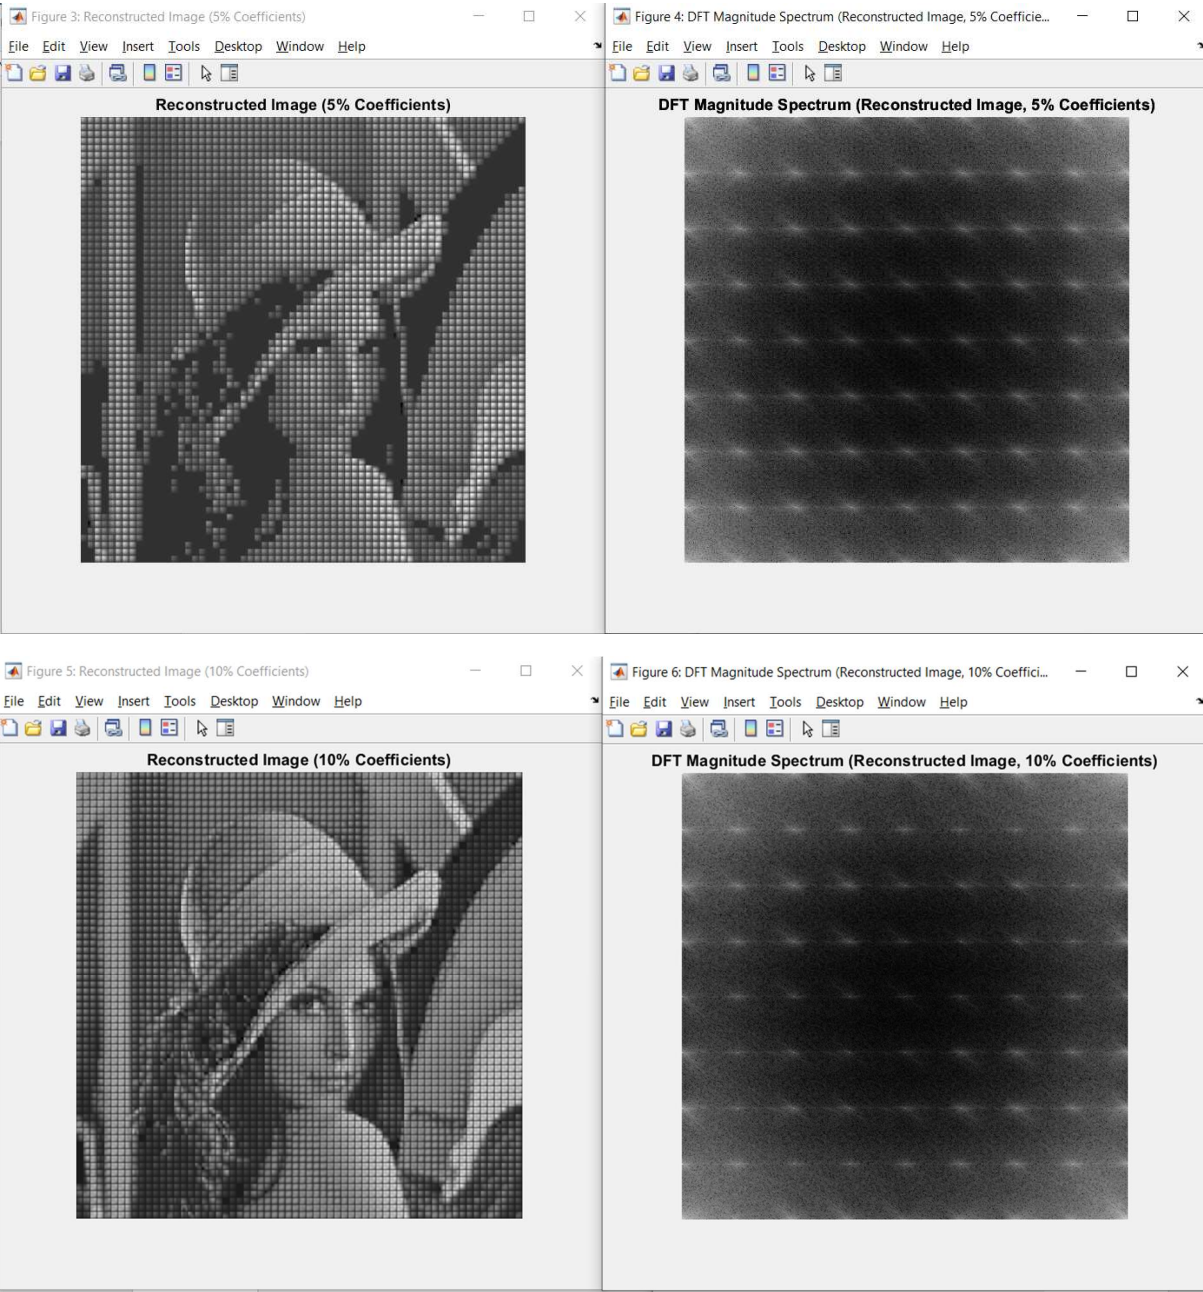 Figure 3: Reconstructed Image (5% Coefficients)
File Edit View Insert Tools Desktop Window Help
Reconstructed Image (5% Coefficients)
Figure 4: DFT Magnitude Spectrum (Reconstructed Image, 5% Coefficie...
File Edit View Insert Tools Desktop Window Help
DFT Magnitude Spectrum (Reconstructed Image, 5% Coefficients)
Figure 5: Reconstructed Image (10% Coefficients)
File Edit View Insert Tools Desktop Window Help
Reconstructed Image (10% Coefficients)
Figure 6: DFT Magnitude Spectrum (Reconstructed Image, 10% Coeffici...
File Edit View Insert Tools Desktop Window Help
DFT Magnitude Spectrum (Reconstructed Image, 10% Coefficients)